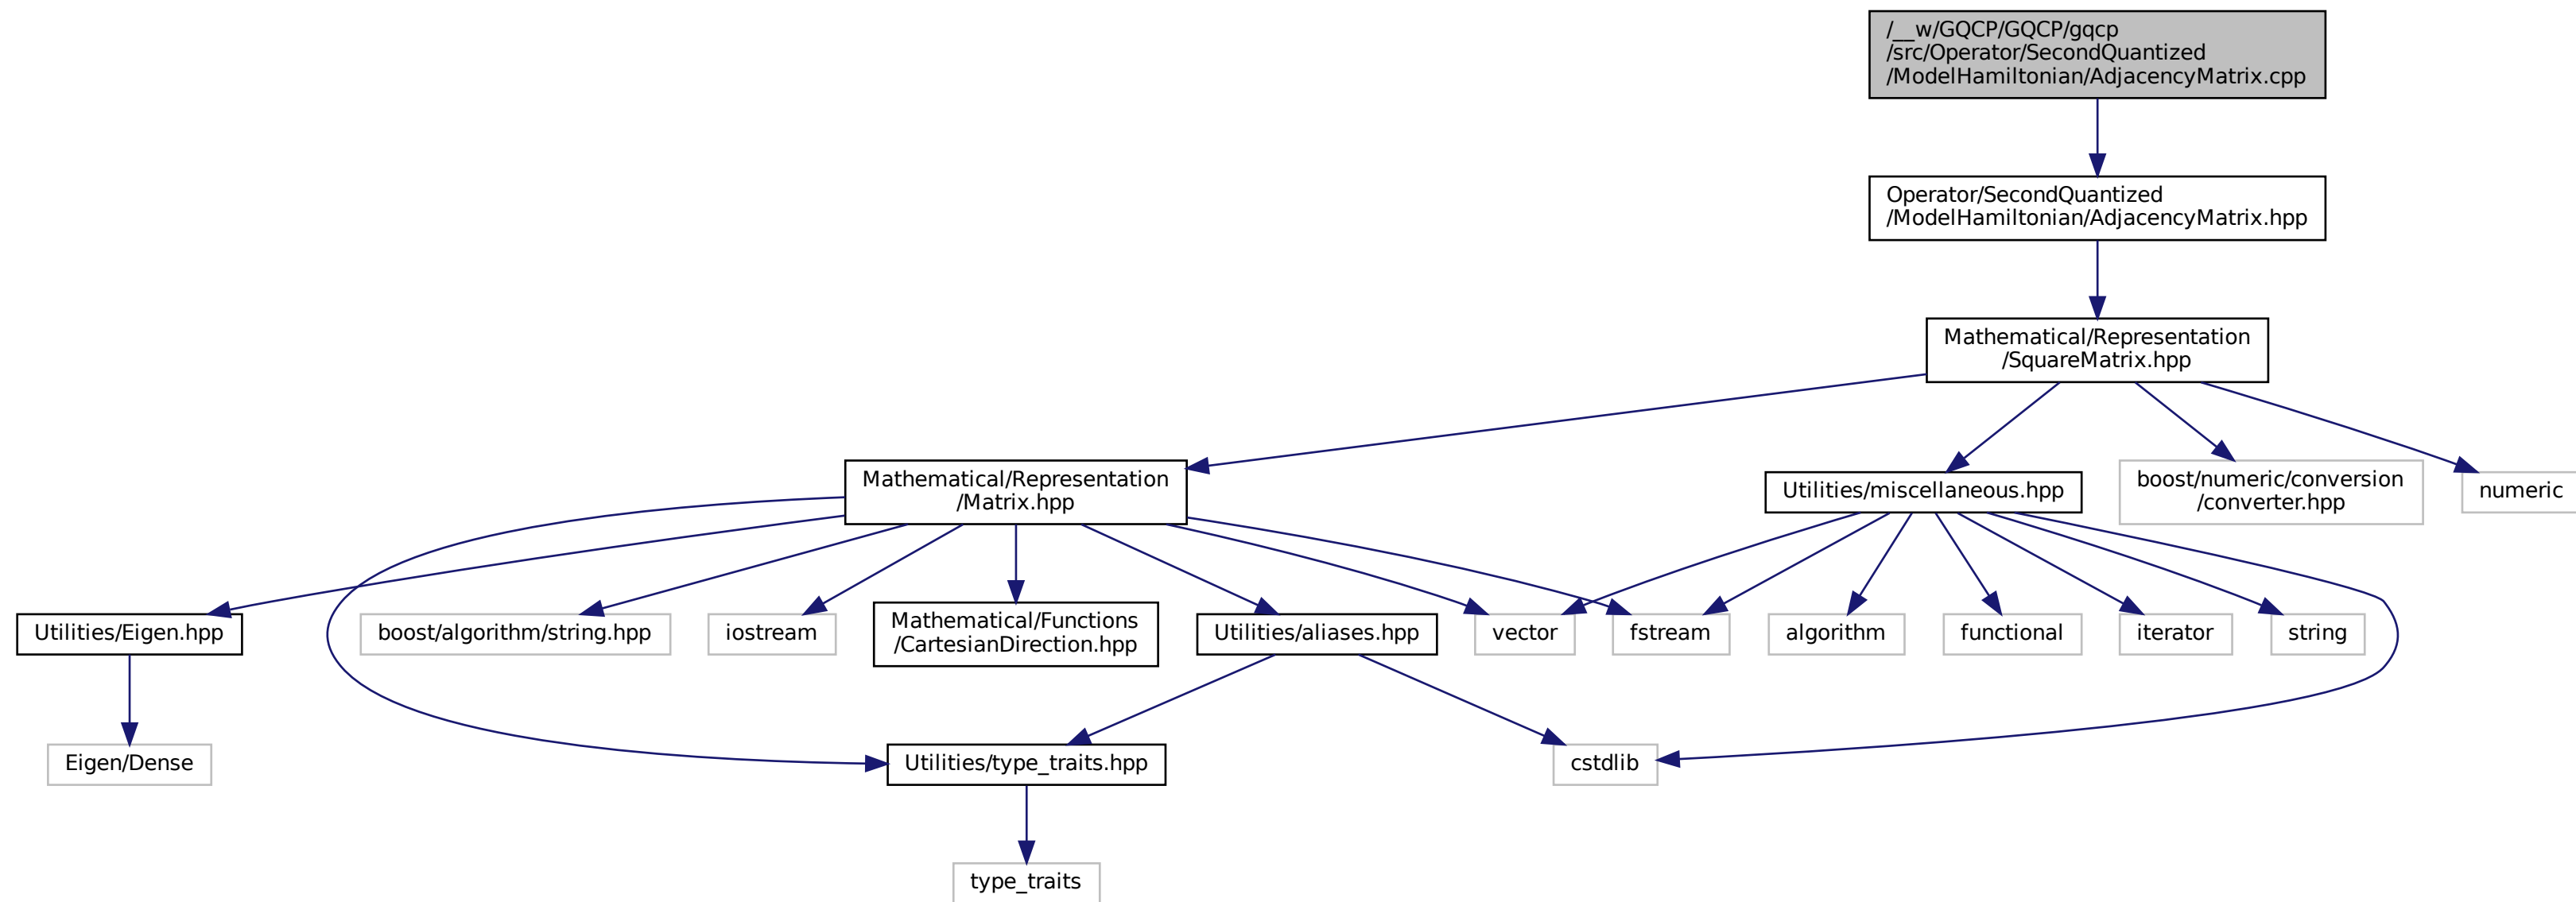 /__w/GQCP/GQCP/gqcp
/src/Operator/SecondQuantized
/ModelHamiltonian/AdjacencyMatrix.cpp
Operator/SecondQuantized
/ModelHamiltonian/AdjacencyMatrix.hpp
Mathematical/Representation
/SquareMatrix.hpp
Mathematical/Representation
/Matrix.hpp
Utilities/miscellaneous.hpp
boost/numeric/conversion
/converter.hpp
numeric
Utilities/Eigen.hpp
boost/algorithm/string.hpp
iostream
Mathematical/Functions
/CartesianDirection.hpp
Utilities/aliases.hpp
vector
fstream
algorithm
functional
iterator
string
Eigen/Dense
Utilities/type_traits.hpp
cstdlib
type_traits